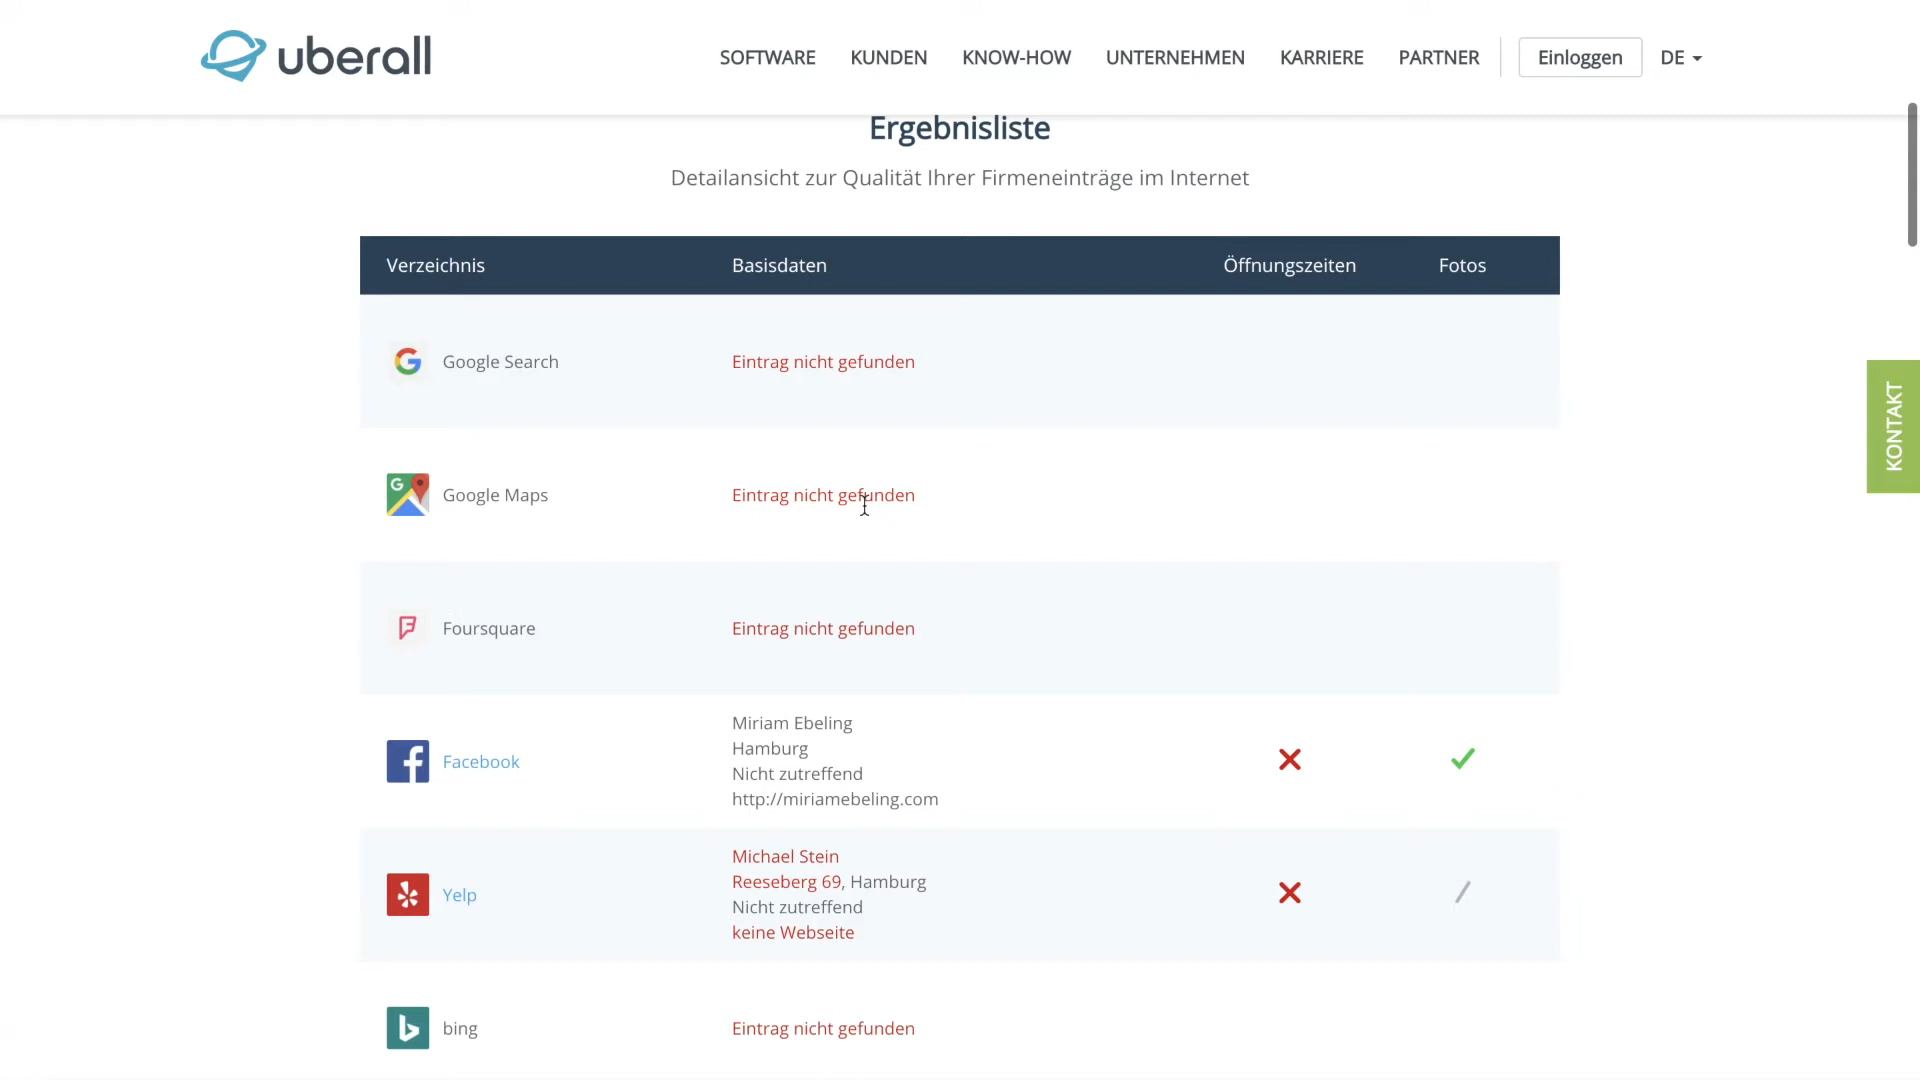 uberall
SOFTWARE KUNDEN KNOW-HOW UNTERNEHMEN KARRIERE PARTNER Einloggen DE
Ergebnisliste
Detailansicht zur Qualität Ihrer Firmeneinträge im Internet
Verzeichnis Basisdaten Öffnungszeiten Fotos
Google Search Eintrag nicht gefunden
KONTAKT
G
Google Maps Eintrag nicht gefunden
Foursquare Eintrag nicht gefunden
Miriam Ebeling
Hamburg
Facebook
Nicht zutreffend
http://miriamebeling.com
Michael Stein
Reeseberg 69, Hamburg
Yelp
Nicht zutreffend
keine Webseite
bing Eintrag nicht gefunden